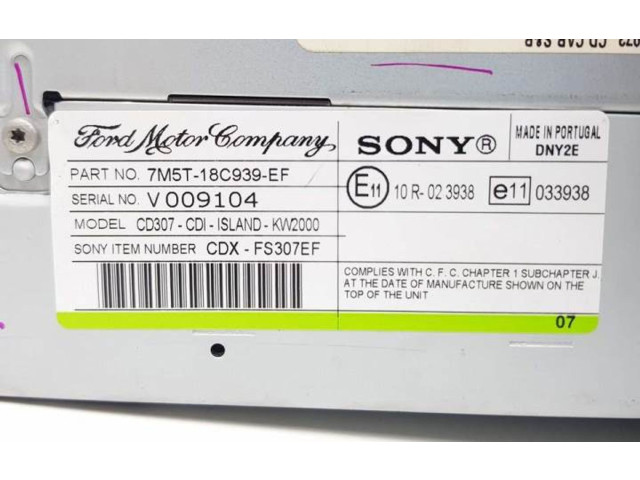 Ford Motor Company
PART NO. 7M5T-18C939-EF
SERIAL NO. V009104
MODEL CD307 - CDI - ISLAND - KW2000
SONY ITEM NUMBER CDX - FS307EF
SONY®
MADE IN PORTUGAL
DNY2E
E11 10 R- 02 3938 e11 033938
COMPLIES WITH C. F. C. CHAPTER 1 SUBCHAPTER J.
AT THE DATE OF MANUFACTURE SHOWN ON THE
TOP OF THE UNIT
07